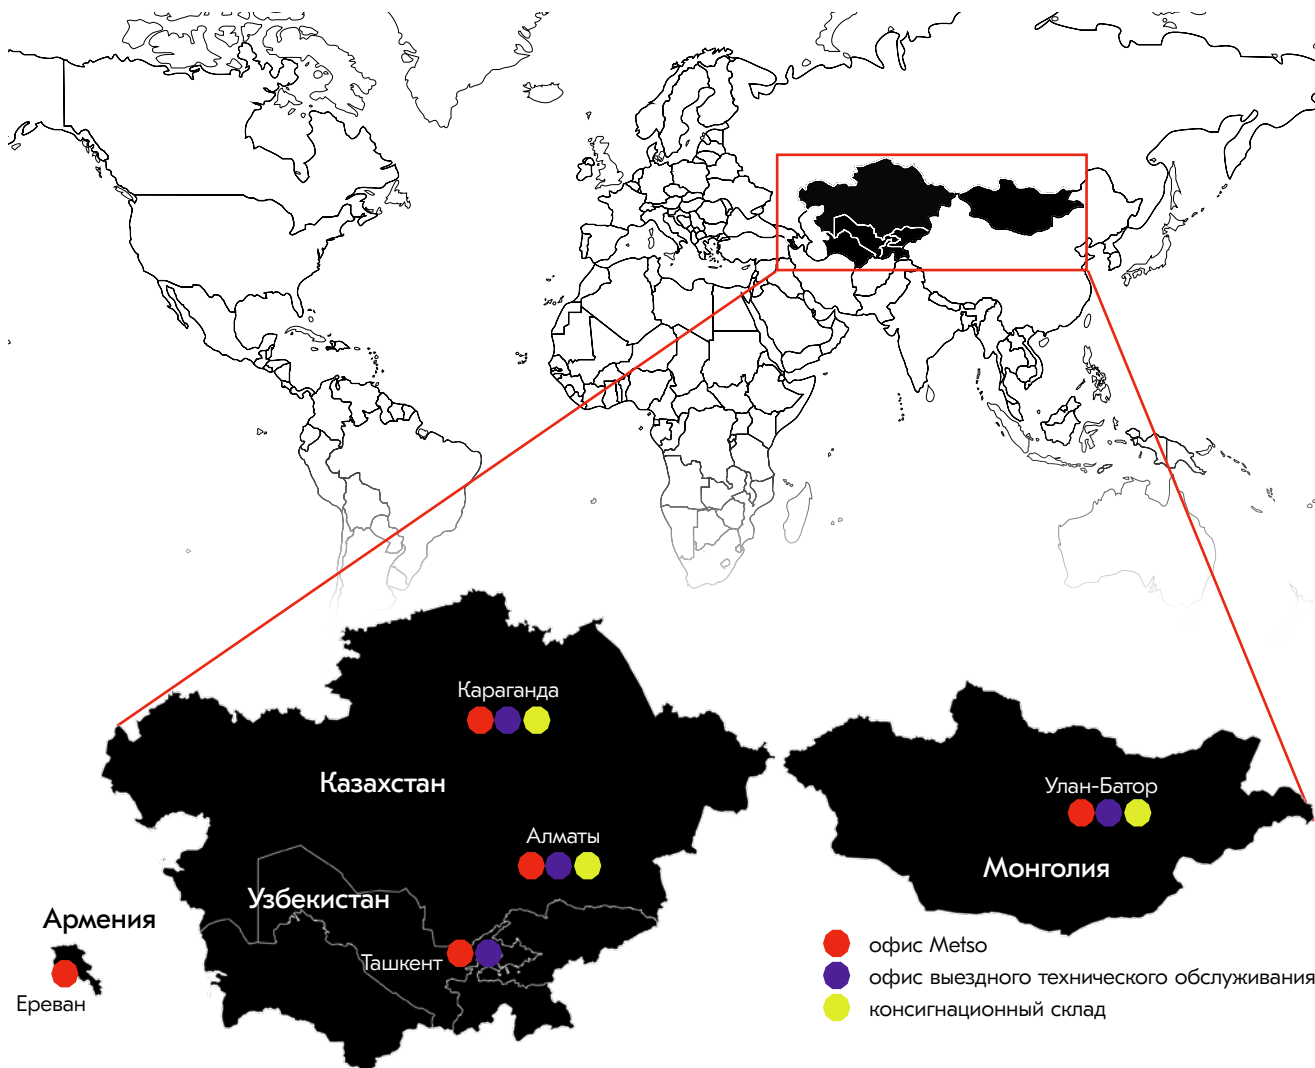 Караганда
Казахстан
Улан-Батор
Алматы
Монголия
Узбекистан
Армения
Ташкент
Ереван
офис Metso
офис выездного технического обслуживания
консигнационный склад